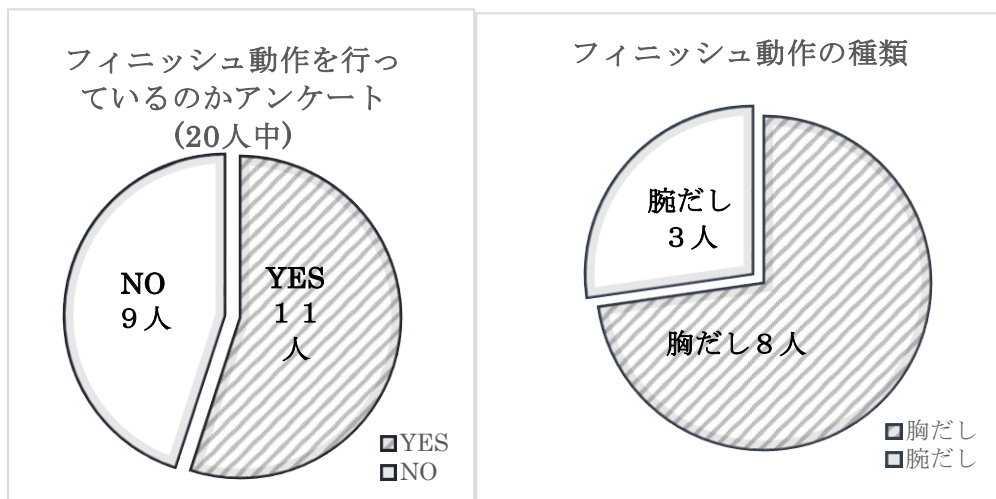 フィニッシュ動作を行っ
ているのかアンケート
(20人中)
NO
９人
YES
１１
人
YES
NO
フィニッシュ動作の種類
腕だし
３人
胸だし８人
胸だし
腕だし